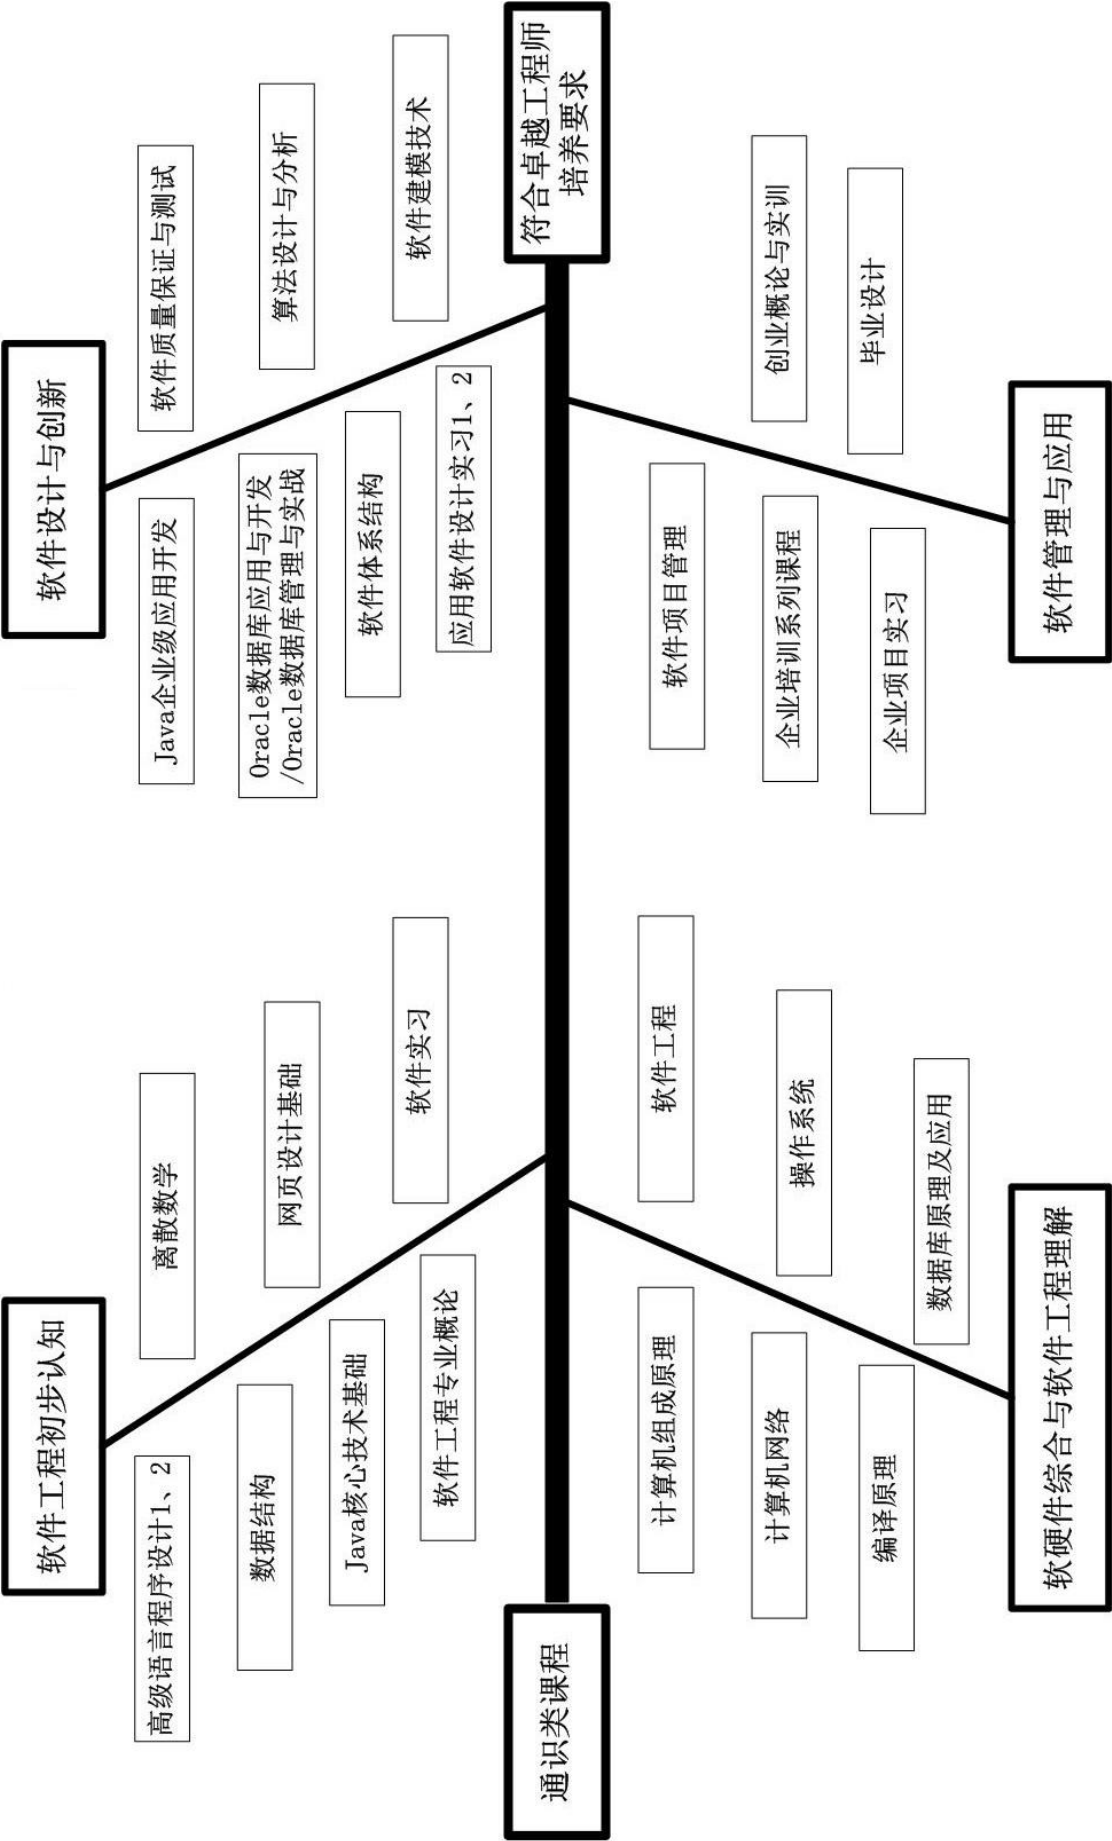 软件工程初步认知
高级语言程序设计1、2
离散数学
数据结构
网页设计基础
Java核心技术基础
软件实习
软件工程专业概论
软件设计与创新
Java企业级应用开发
软件质量保证与测试
Oracle数据库应用与开发
/Oracle数据库管理与实战
算法设计与分析
软件体系结构
软件建模技术
应用软件设计实习1、2
通识类课程
符合卓越工程师
培养要求
计算机组成原理
软件工程
计算机网络
操作系统
编译原理
数据库原理及应用
软硬件综合与软件工程理解
软件项目管理
创业概论与实训
企业培训系列课程
毕业设计
企业项目实习
软件管理与应用